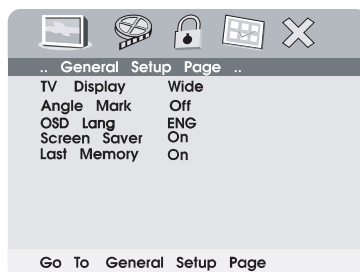 .. General Setup Page ..
TV Display Wide
Angle Mark Off
OSD Lang ENG
Screen Saver On
Last Memory On
Go To General Setup Page